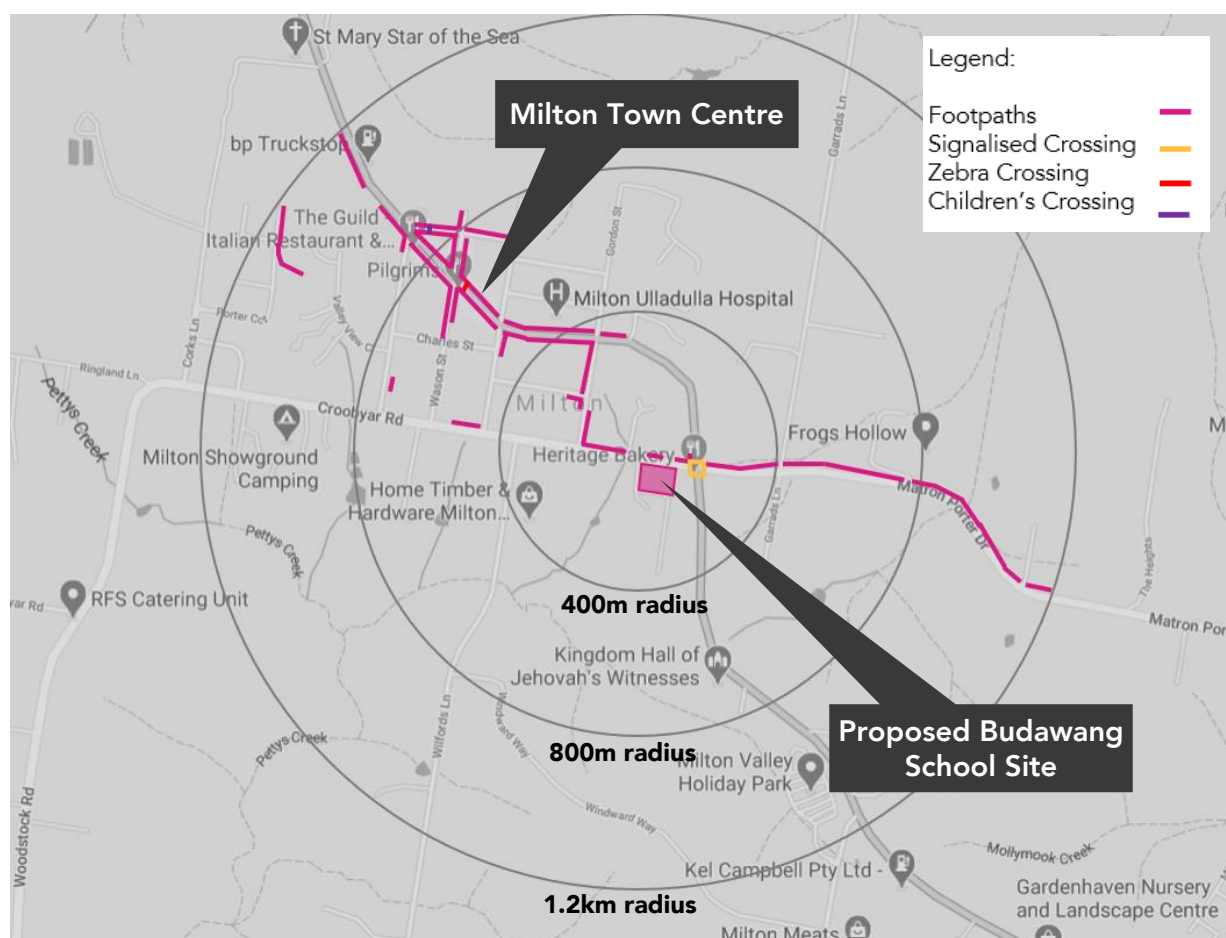 St Mary Star of the Sea
Legend:
Footpaths
Signalised Crossing
Zebra Crossing
Children's Crossing
Milton Town Centre
bp Truckstop
Garrads Ln
The Guild
Italian Restaurant &...
Gordon St
Pilgrims
Milton Ulladulla Hospital
Porter Cct
Corks Ln
Valley View C
Charles St
Wason St
Ringland Ln
Pettys Creek
Croobyar Rd
Milton
Heritage Bakery
Frogs Hollow
Milton Showground
Camping
Home Timber &
Hardware Milton...
Garrads Ln
Matron Porter Dr
Pettys Creek
RFS Catering Unit
yar Rd
400m radius
The Heights
Matron Por
Kingdom Hall of
Jehovah's Witnesses
Wilfords Ln
Windward Way
Proposed Budawang
School Site
Pettys Creek
800m radius
Milton Valley
Holiday Park
Woodstock Rd
Windward Way
Mollymook Creek
Kel Campbell Pty Ltd -
Gardenhaven Nursery
and Landscape Centre
1.2km radius
Milton Meats
M